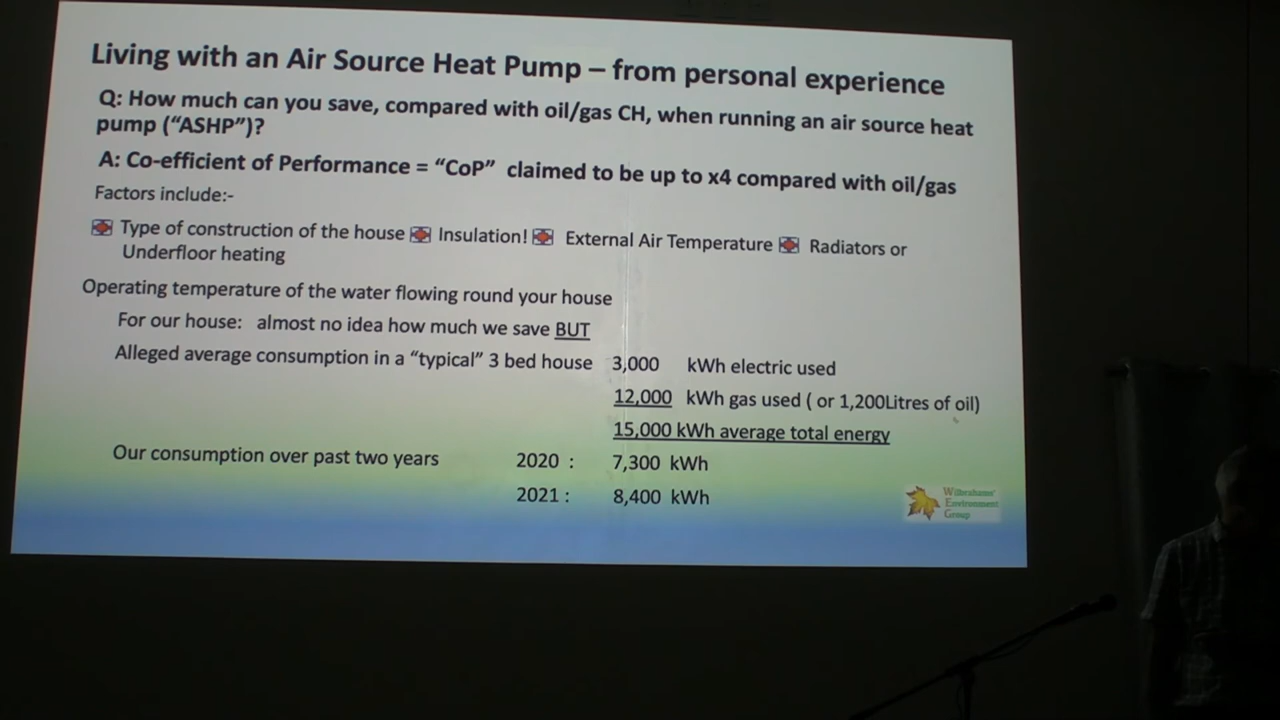 Living with an Air Source Heat Pump – from personal experience
Q: How much can you save, compared with oil/gas CH, when running an air source heat
pump (“ASHP”)?
A: Co-efficient of Performance = “CoP” claimed to be up to x4 compared with oil/gas
Factors include:-
Type of construction of the house Insulation! External Air Temperature Radiators or
Underfloor heating
Operating temperature of the water flowing round your house
For our house: almost no idea how much we save BUT
Alleged average consumption in a “typical” 3 bed house 3,000 kWh electric used
12,000 kWh gas used ( or 1,200Litres of oil)
15,000 kWh average total energy
Our consumption over past two years 2020 : 7,300 kWh
2021 : 8,400 kWh
Wilbrahams'
Environment
Group